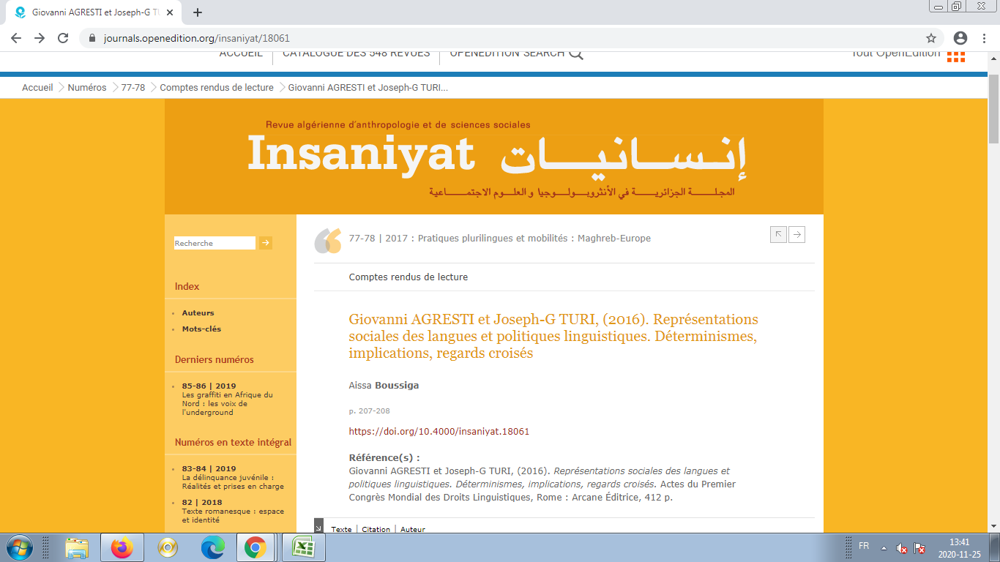 Giovanni AGRESTI et Joseph-G TU
journals.openedition.org/insaniyat/18061
ACCUEIL
CATALOGUE DES 548 REVUES
OPENEDITION SEARCH
Tout OpenEdition
Accueil
Numéros
77-78
Comptes rendus de lecture
Giovanni AGRESTI et Joseph-G TURI...
Revue algérienne d'anthropologie et de sciences sociales
Insaniyat إنسانيات
المجلة الجزائرية في الأنثروبولوجيا و العلوم الاجتماعية
Recherche
Index
Auteurs
Mots-clés
Derniers numéros
85-86 | 2019
Les graffiti en Afrique du
Nord : les voix de
l'underground
Numéros en texte intégral
83-84 | 2019
La délinquance juvénile :
Réalités et prises en charge
82 | 2018
Texte romanesque : espace
et identité
77-78 | 2017 : Pratiques plurilingues et mobilités : Maghreb-Europe
Comptes rendus de lecture
Giovanni AGRESTI et Joseph-G TURI, (2016). Représentations
sociales des langues et politiques linguistiques. Déterminismes,
implications, regards croisés
Aissa Boussiga
p. 207-208
https://doi.org/10.4000/insaniyat.18061
Référence(s) :
Giovanni AGRESTI et Joseph-G TURI, (2016). Représentations sociales des langues et
politiques linguistiques. Déterminismes, implications, regards croisés. Actes du Premier
Congrès Mondial des Droits Linguistiques, Rome : Arcane Éditrice, 412 p.
Texte | Citation | Auteur
FR
13:41
2020-11-25